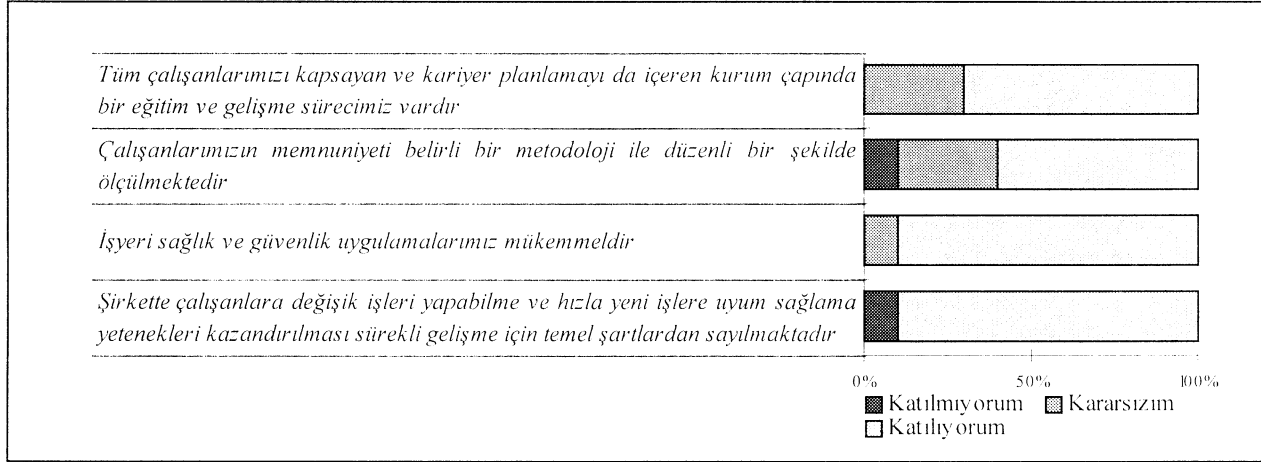 Tüm çalışanlarımızı kapsayan ve kariyer planlamayı da içeren kurum çapında
bir eğitim ve gelişme sürecimiz vardır
Çalışanlarımızın memnuniyeti belirli bir metodoloji ile düzenli bir şekilde
ölçülmektedir
İşyeri sağlık ve güvenlik uygulamalarımız mükemmeldir
Şirkette çalışanlara değişik işleri yapabilme ve hızla yeni işlere uyum sağlama
yetenekleri kazandırılması sürekli gelişme için temel şartlardan sayılmaktadır
0% 50% 100%
Katılmıyorum Kararsızım
Katılıyorum